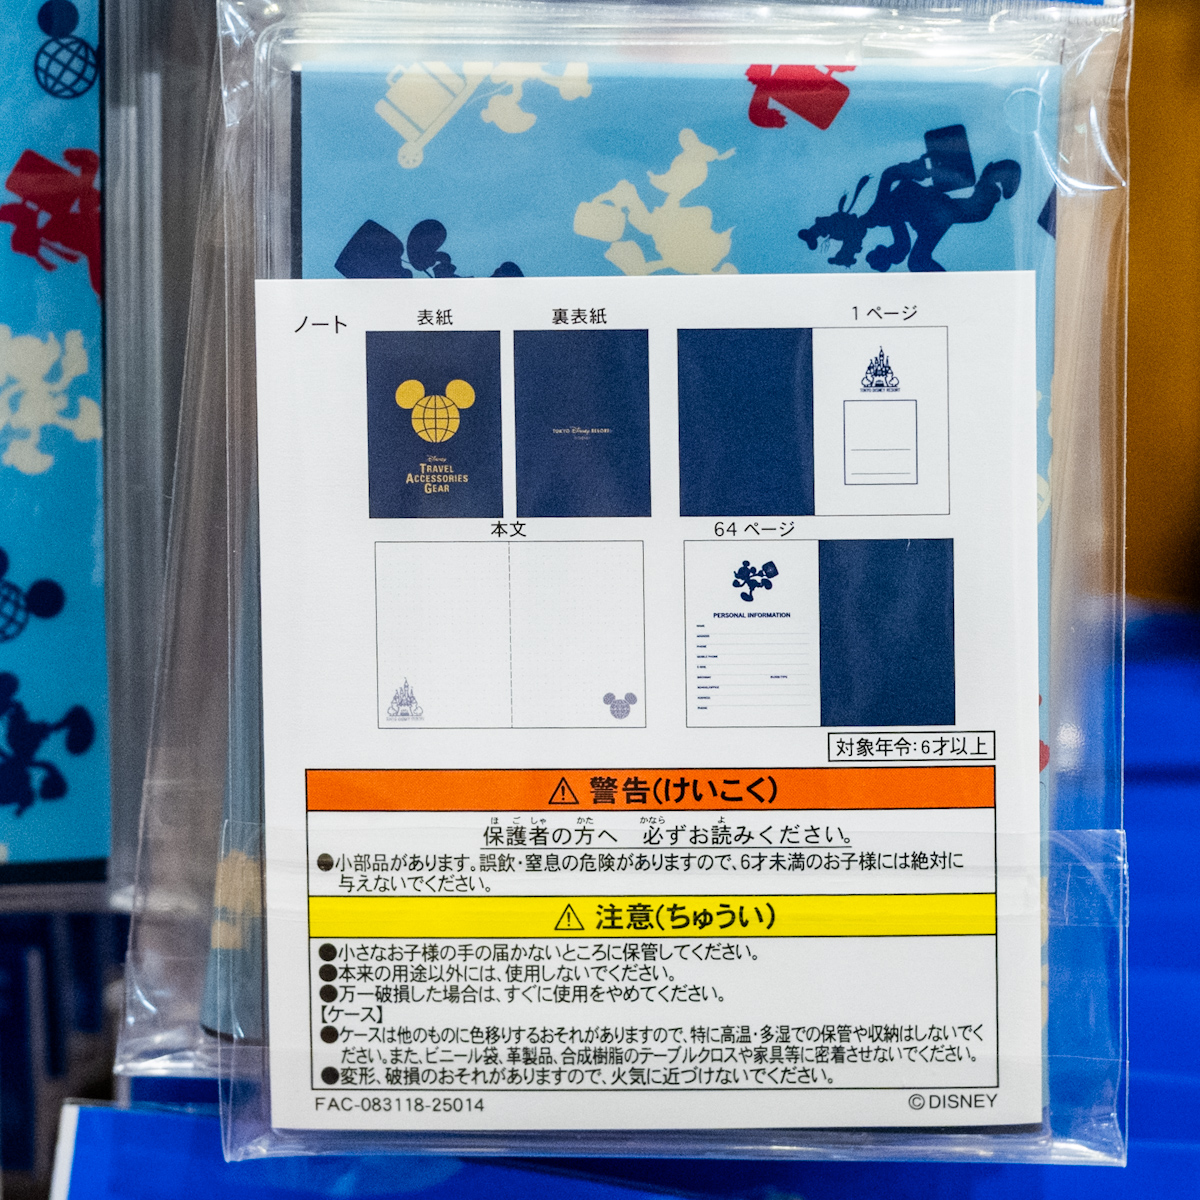 ノート
表紙
裏表紙
1ページ
Disney
TRAVEL
ACCESSORIES
GEAR
TOKYO Disney RESORT
TOKYO DISNEY RESORT
本文
64ページ
PERSONAL INFORMATION
対象年令:6才以上
⚠警告(けいこく)
ほ ご しゃ かた かなら よ
保護者の方へ 必ずお読みください。
●小部品があります。誤飲・窒息の危険がありますので、6才未満のお子様には絶対に
与えないでください。
⚠注意(ちゅうい)
●小さなお子様の手の届かないところに保管してください。
●本来の用途以外には、使用しないでください。
●万一破損した場合は、すぐに使用をやめてください。
【ケース】
●ケースは他のものに色移りするおそれがありますので、特に高温・多湿での保管や収納はしないでく
ださい。また、ビニール袋、革製品、合成樹脂のテーブルクロスや家具等に密着させないでください。
●変形、破損のおそれがありますので、火気に近づけないでください。
FAC-083118-25014
©DISNEY